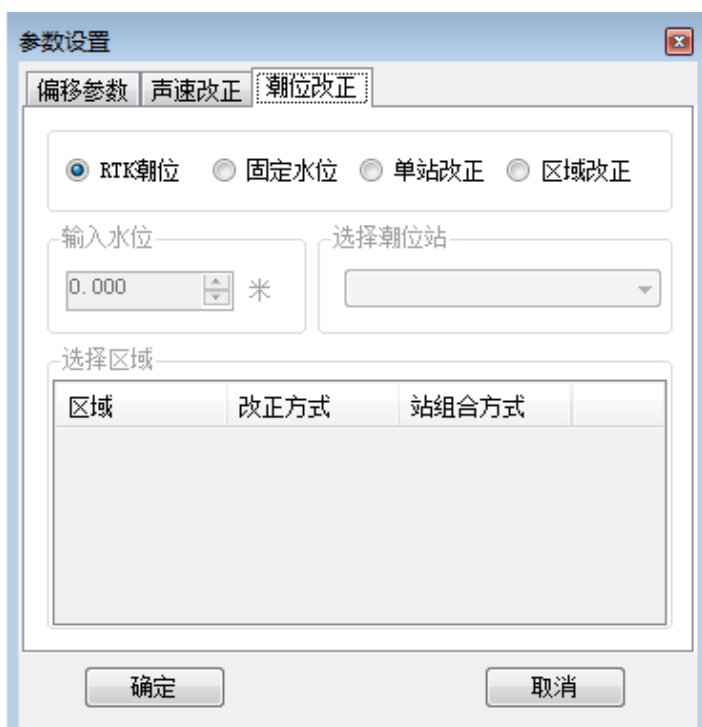 参数设置
偏移参数 声速改正 潮位改正
RTK潮位 固定水位 单站改正 区域改正
输入水位 选择潮位站
0.000 米
选择区域
区域 改正方式 站组合方式
确定 取消